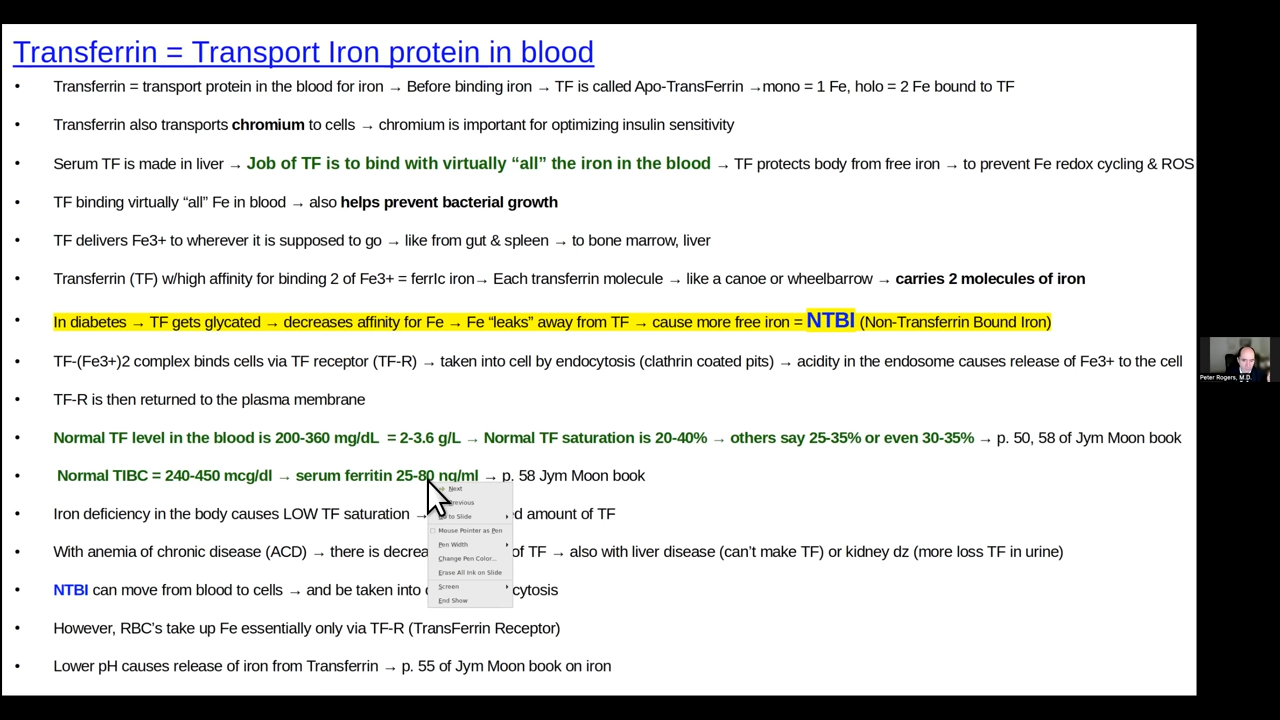 Transferrin = Transport Iron protein in blood
• Transferrin = transport protein in the blood for iron → Before binding iron → TF is called Apo-TransFerrin →mono = 1 Fe, holo = 2 Fe bound to TF
• Transferrin also transports chromium to cells → chromium is important for optimizing insulin sensitivity
• Serum TF is made in liver → Job of TF is to bind with virtually “all” the iron in the blood → TF protects body from free iron → to prevent Fe redox cycling & ROS
• TF binding virtually “all” Fe in blood → also helps prevent bacterial growth
• TF delivers Fe3+ to wherever it is supposed to go → like from gut & spleen → to bone marrow, liver
• Transferrin (TF) w/high affinity for binding 2 of Fe3+ = ferrIc iron→ Each transferrin molecule → like a canoe or wheelbarrow → carries 2 molecules of iron
• In diabetes → TF gets glycated → decreases affinity for Fe → Fe “leaks” away from TF → cause more free iron = NTBI (Non-Transferrin Bound Iron)
• TF-(Fe3+)2 complex binds cells via TF receptor (TF-R) → taken into cell by endocytosis (clathrin coated pits) → acidity in the endosome causes release of Fe3+ to the cell
• TF-R is then returned to the plasma membrane
• Normal TF level in the blood is 200-360 mg/dL = 2-3.6 g/L → Normal TF saturation is 20-40% → others say 25-35% or even 30-35% → p. 50, 58 of Jym Moon book
• Normal TIBC = 240-450 mcg/dl → serum ferritin 25-80 ng/ml → p. 58 Jym Moon book
• Iron deficiency in the body causes LOW TF saturation → amount of TF
• With anemia of chronic disease (ACD) → there is of TF → also with liver disease (can’t make TF) or kidney dz (more loss TF in urine)
• NTBI can move from blood to cells → and be taken into
• However, RBC’s take up Fe essentially only via TF-R (TransFerrin Receptor)
• Lower pH causes release of iron from Transferrin → p. 55 of Jym Moon book on iron
Next
Slide
Mouse Pointer as Pen
Pen Width
Change Pen Color...
Erase All Ink on Slide
Screen
End Show
Peter Rogers, M.D.